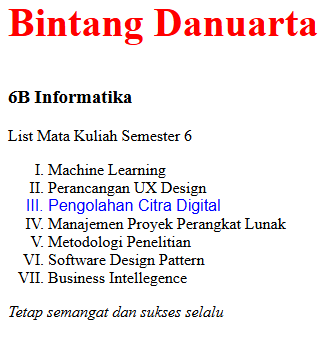 Bintang Danuarta
6B Informatika
List Mata Kuliah Semester 6
I. Machine Learning
II. Perancangan UX Design
III. Pengolahan Citra Digital
IV. Manajemen Proyek Perangkat Lunak
V. Metodologi Penelitian
VI. Software Design Pattern
VII. Business Intellegence
Tetap semangat dan sukses selalu